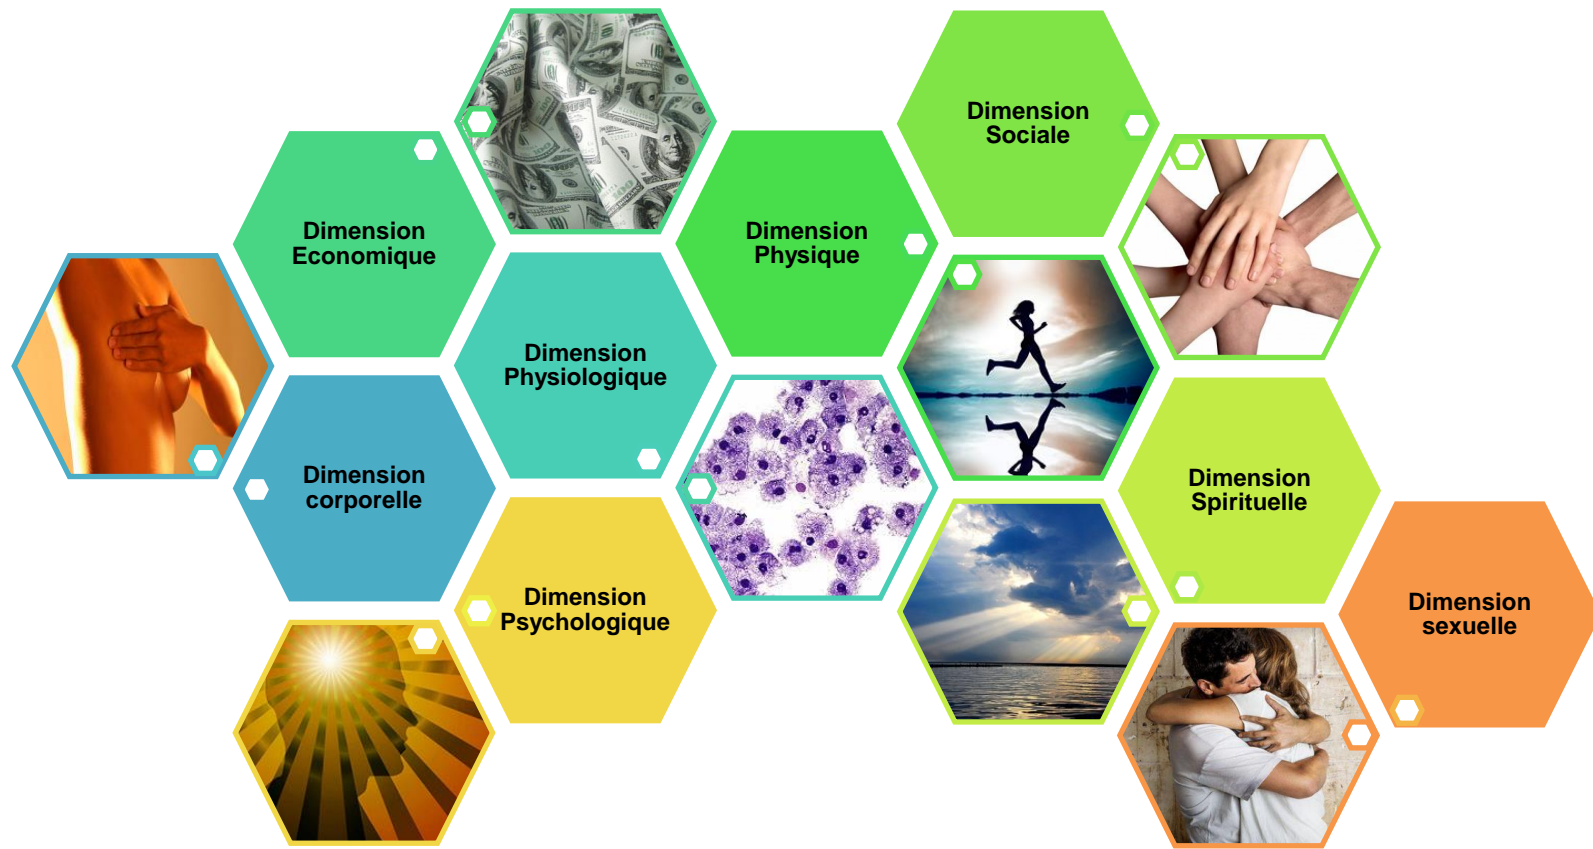 Dimension
Sociale
Dimension
Economique
Dimension
Physique
Dimension
Physiologique
Dimension
corporelle
Dimension
Spirituelle
Dimension
Psychologique
Dimension
sexuelle